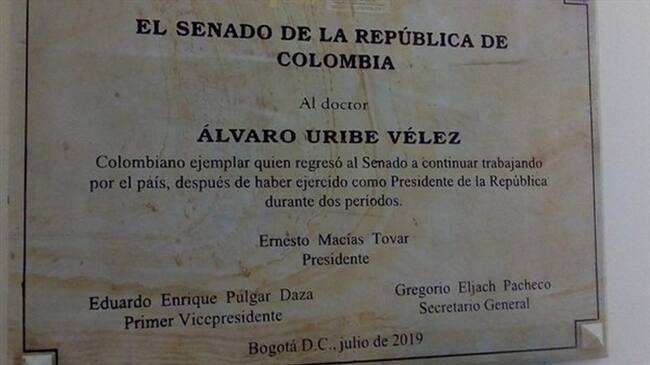 EL SENADO DE LA REPÚBLICA DE
COLOMBIA
Al doctor
ÁLVARO URIBE VÉLEZ
Colombiano ejemplar quien regresó al Senado a continuar trabajando
por el país, después de haber ejercido como Presidente de la República
durante dos períodos.
Ernesto Macías Tovar
Presidente
Eduardo Enrique Pulgar Daza
Primer Vicepresidente
Gregorio Eljach Pacheco
Secretario General
Bogotá D.C., julio de 2019